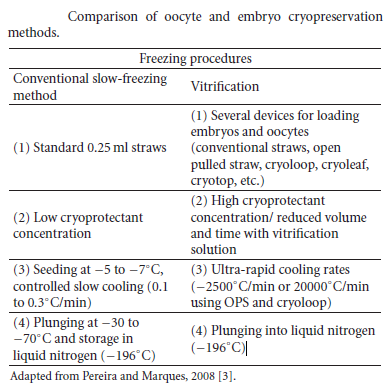 Comparison of oocyte and embryo cryopreservation
methods.
Freezing procedures
Conventional slow-freezing
method
Vitrification
(1) Standard 0.25 ml straws
(1) Several devices for loading
embryos and oocytes
(conventional straws, open
pulled straw, cryoloop, cryoleaf,
cryotop, etc.)
(2) Low cryoprotectant
concentration
(2) High cryoprotectant
concentration/ reduced volume
and time with vitrification
solution
(3) Seeding at −5 to −7°C,
controlled slow cooling (0.1
to 0.3°C/min)
(3) Ultra-rapid cooling rates
(−2500°C/min or 20000°C/min
using OPS and cryoloop)
(4) Plunging at −30 to
−70°C and storage in
liquid nitrogen (−196°C)
(4) Plunging into liquid nitrogen
(−196°C)
Adapted from Pereira and Marques, 2008 [3].